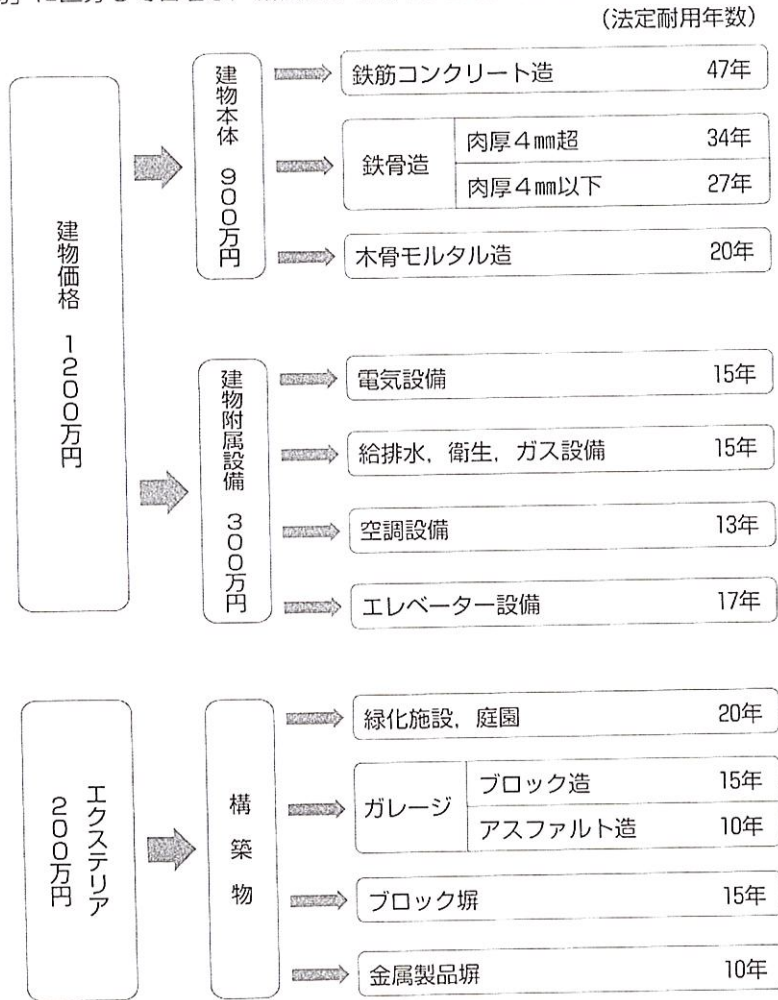 (法定耐用年数)
建物価格 1200万円
建物本体 900万円
鉄筋コンクリート造 47年
鉄骨造
肉厚4㎜超 34年
肉厚4㎜以下 27年
木骨モルタル造 20年
建物附属設備 300万円
電気設備 15年
給排水,衛生,ガス設備 15年
空調設備 13年
エレベーター設備 17年
エクステリア
200万円
構築物
緑化施設,庭園 20年
ガレージ
ブロック造 15年
アスファルト造 10年
ブロック塀 15年
金属製品塀 10年